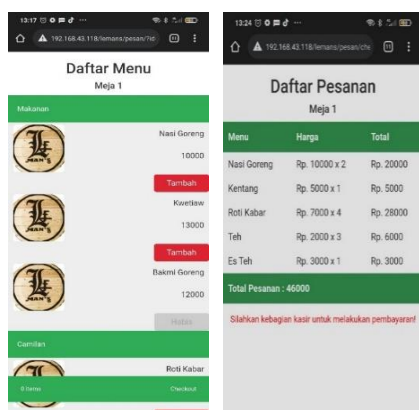 13:17
192.168.43.118/lemans/pesan/?id
Daftar Menu
Meja 1
Makanan
Nasi Goreng
10000
Tambah
Kwetiaw
13000
Tambah
Bakmi Goreng
12000
Camilan
Roti Kabar
Items Checkout
13:24
192.168.43.118/lemans/pesan/che
Daftar Pesanan
Meja 1
Menu Harga Total
Nasi Goreng Rp. 10000 x 2 Rp. 20000
Kentang Rp. 5000 x 1 Rp. 5000
Roti Kabar Rp. 7000 x 4 Rp. 28000
Teh Rp. 2000 x 3 Rp. 6000
Es Teh Rp. 3000 x 1 Rp. 3000
Total Pesanan : 46000
Silahkan kebagian kasir untuk melakukan pembayaran!